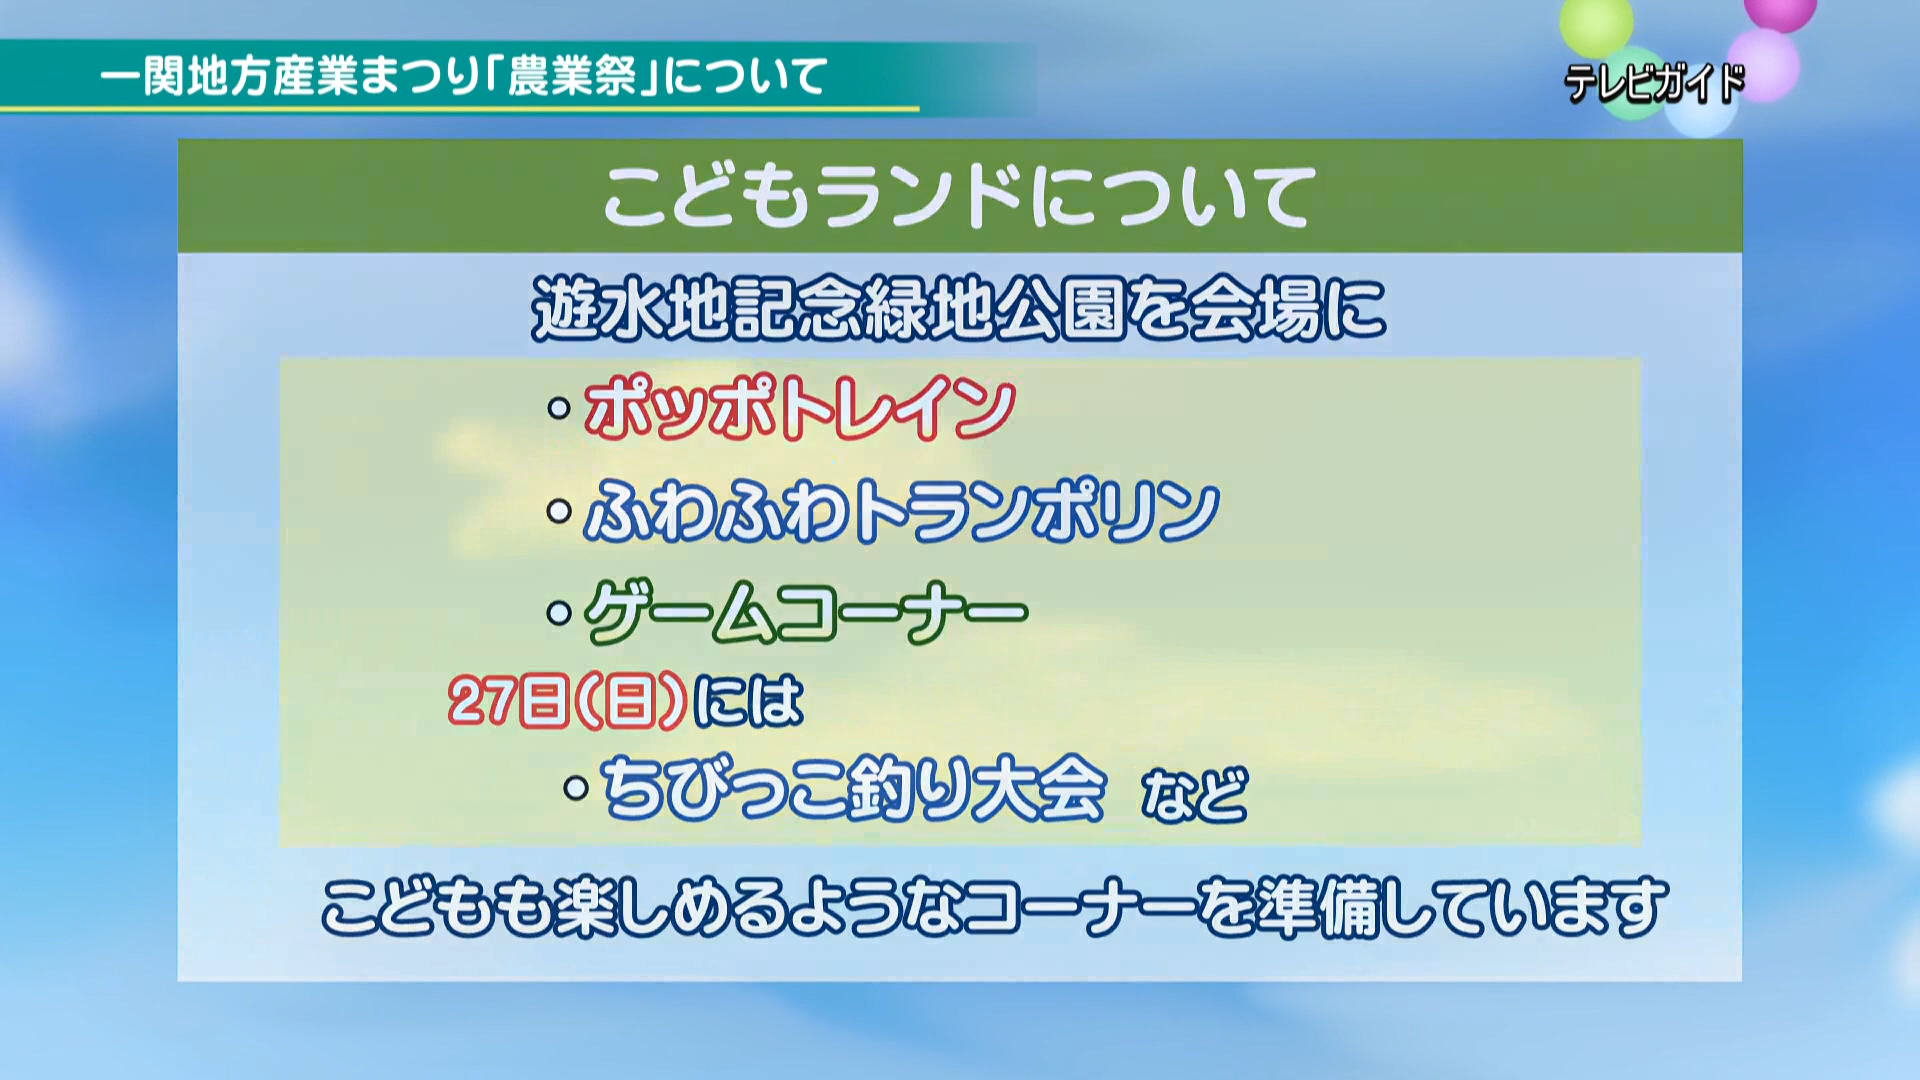 一関地方産業まつり「農業祭」について
テレビガイド
こどもランドについて
遊水地記念緑地公園を会場に
・ポッポトレイン
・ふわふわトランポリン
・ゲームコーナー
27日(日)には
・ちびっこ釣り大会 など
こどもも楽しめるようなコーナーを準備しています